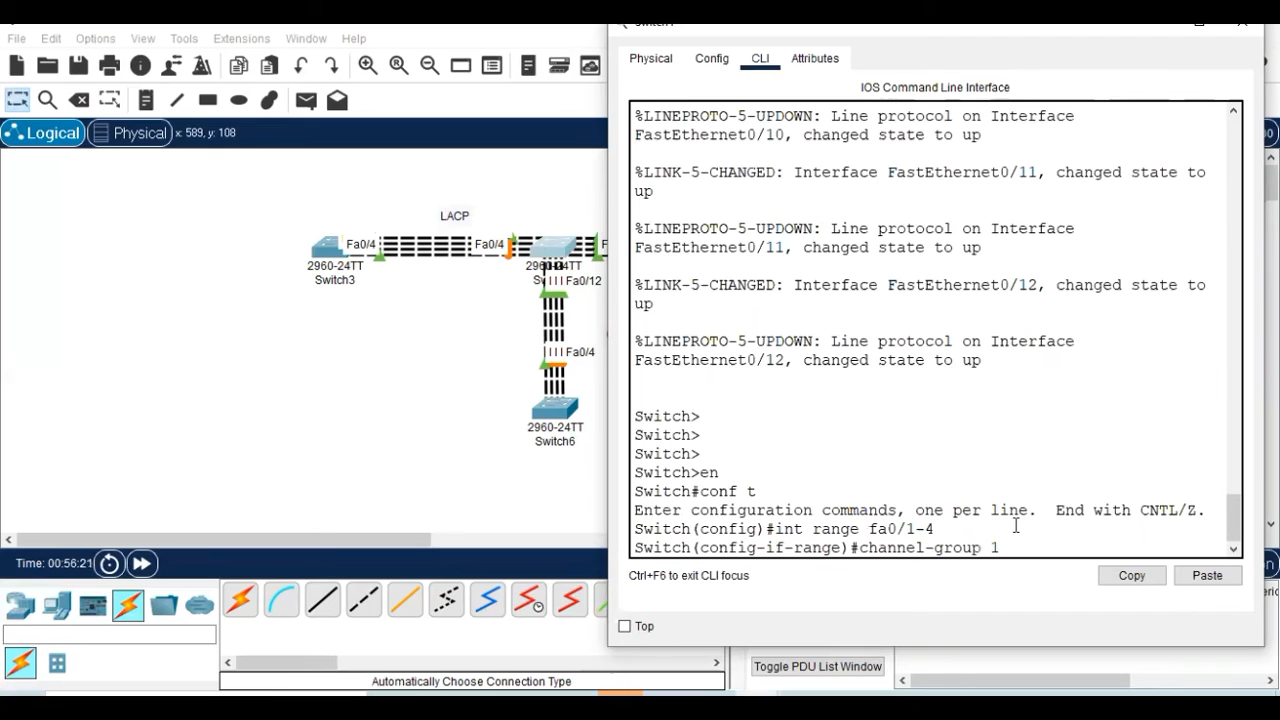 File Edit Options View Tools Extensions Window Help
Logical Physical x: 589, y: 108
LACP
Fa0/4 Fa0/4
2960-24TT
Switch3
Fa0/12
Fa0/4
2960-24TT
Switch6
Time: 00:56:21
Automatically Choose Connection Type
Physical Config CLI Attributes
IOS Command Line Interface
%LINEPROTO-5-UPDOWN: Line protocol on Interface
FastEthernet0/10, changed state to up
%LINK-5-CHANGED: Interface FastEthernet0/11, changed state to
up
%LINEPROTO-5-UPDOWN: Line protocol on Interface
FastEthernet0/11, changed state to up
%LINK-5-CHANGED: Interface FastEthernet0/12, changed state to
up
%LINEPROTO-5-UPDOWN: Line protocol on Interface
FastEthernet0/12, changed state to up
Switch>
Switch>
Switch>
Switch>en
Switch#conf t
Enter configuration commands, one per line. End with CNTL/Z.
Switch(config)#int range fa0/1-4
Switch(config-if-range)#channel-group 1
Ctrl+F6 to exit CLI focus
Copy Paste
Top
Toggle PDU List Window